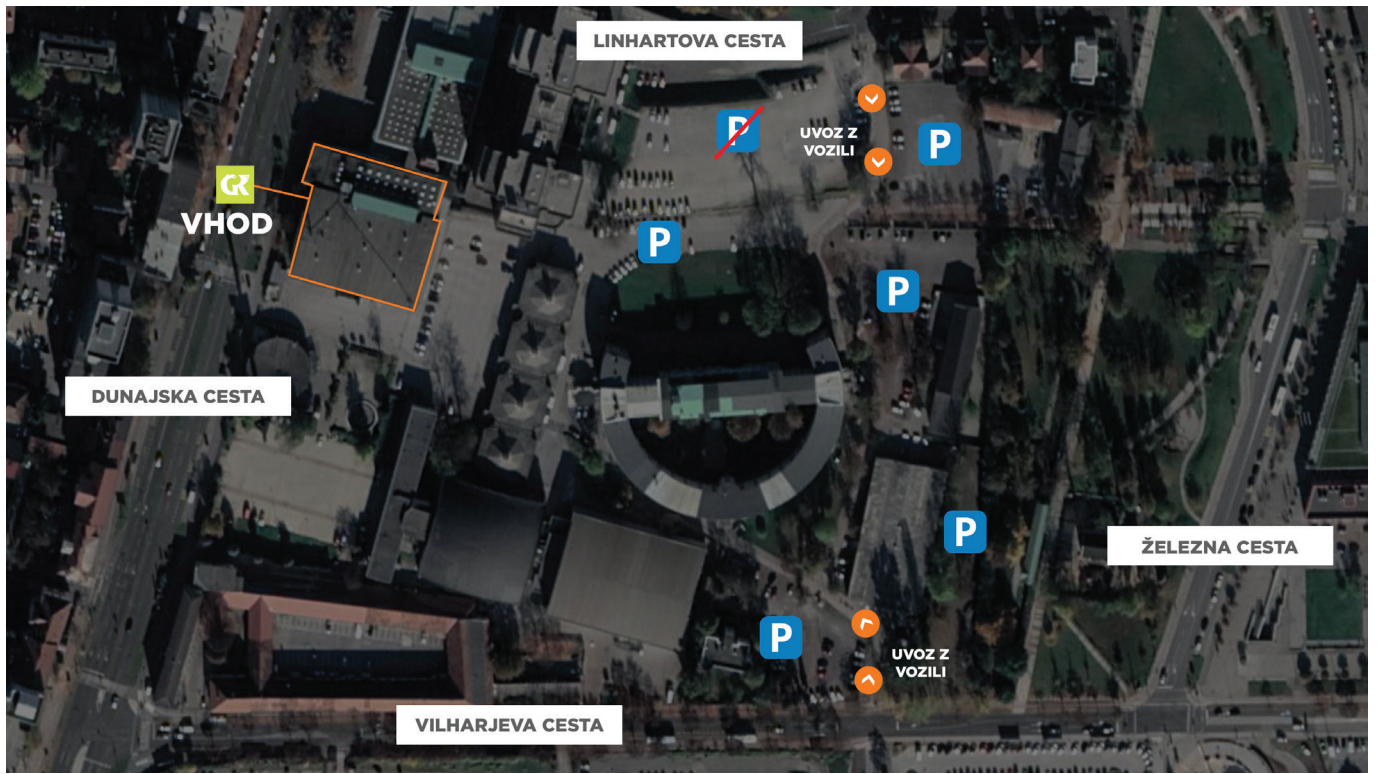 LINHARTOVA CESTA
P
UVOZ Z
VOZILI
P
GR
VHOD
P
P
DUNAJSKA CESTA
P
ŽELEZNA CESTA
P
UVOZ Z
VOZILI
VILHARJEVA CESTA